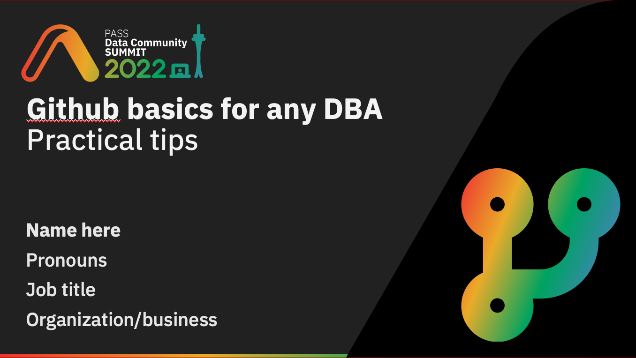 PASS
Data Community
SUMMIT
2022
Github basics for any DBA
Practical tips
Name here
Pronouns
Job title
Organization/business